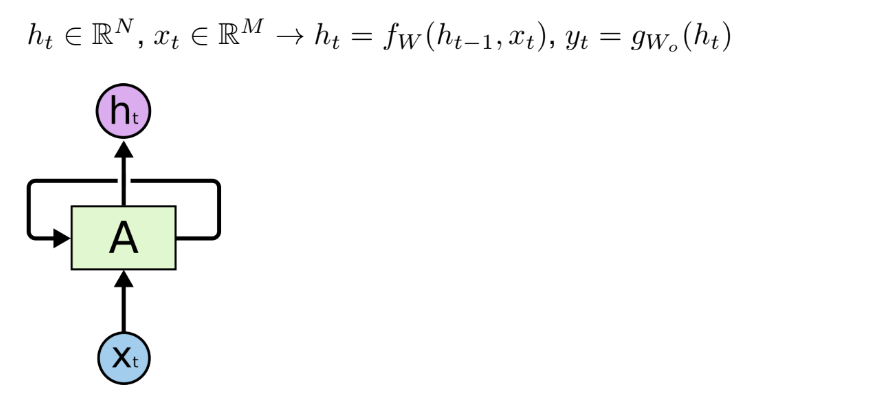 h_t ∈ ℝ^N, x_t ∈ ℝ^M → h_t = f_W(h_{t−1}, x_t), y_t = g_{W_o}(h_t)
h_t
A
x_t